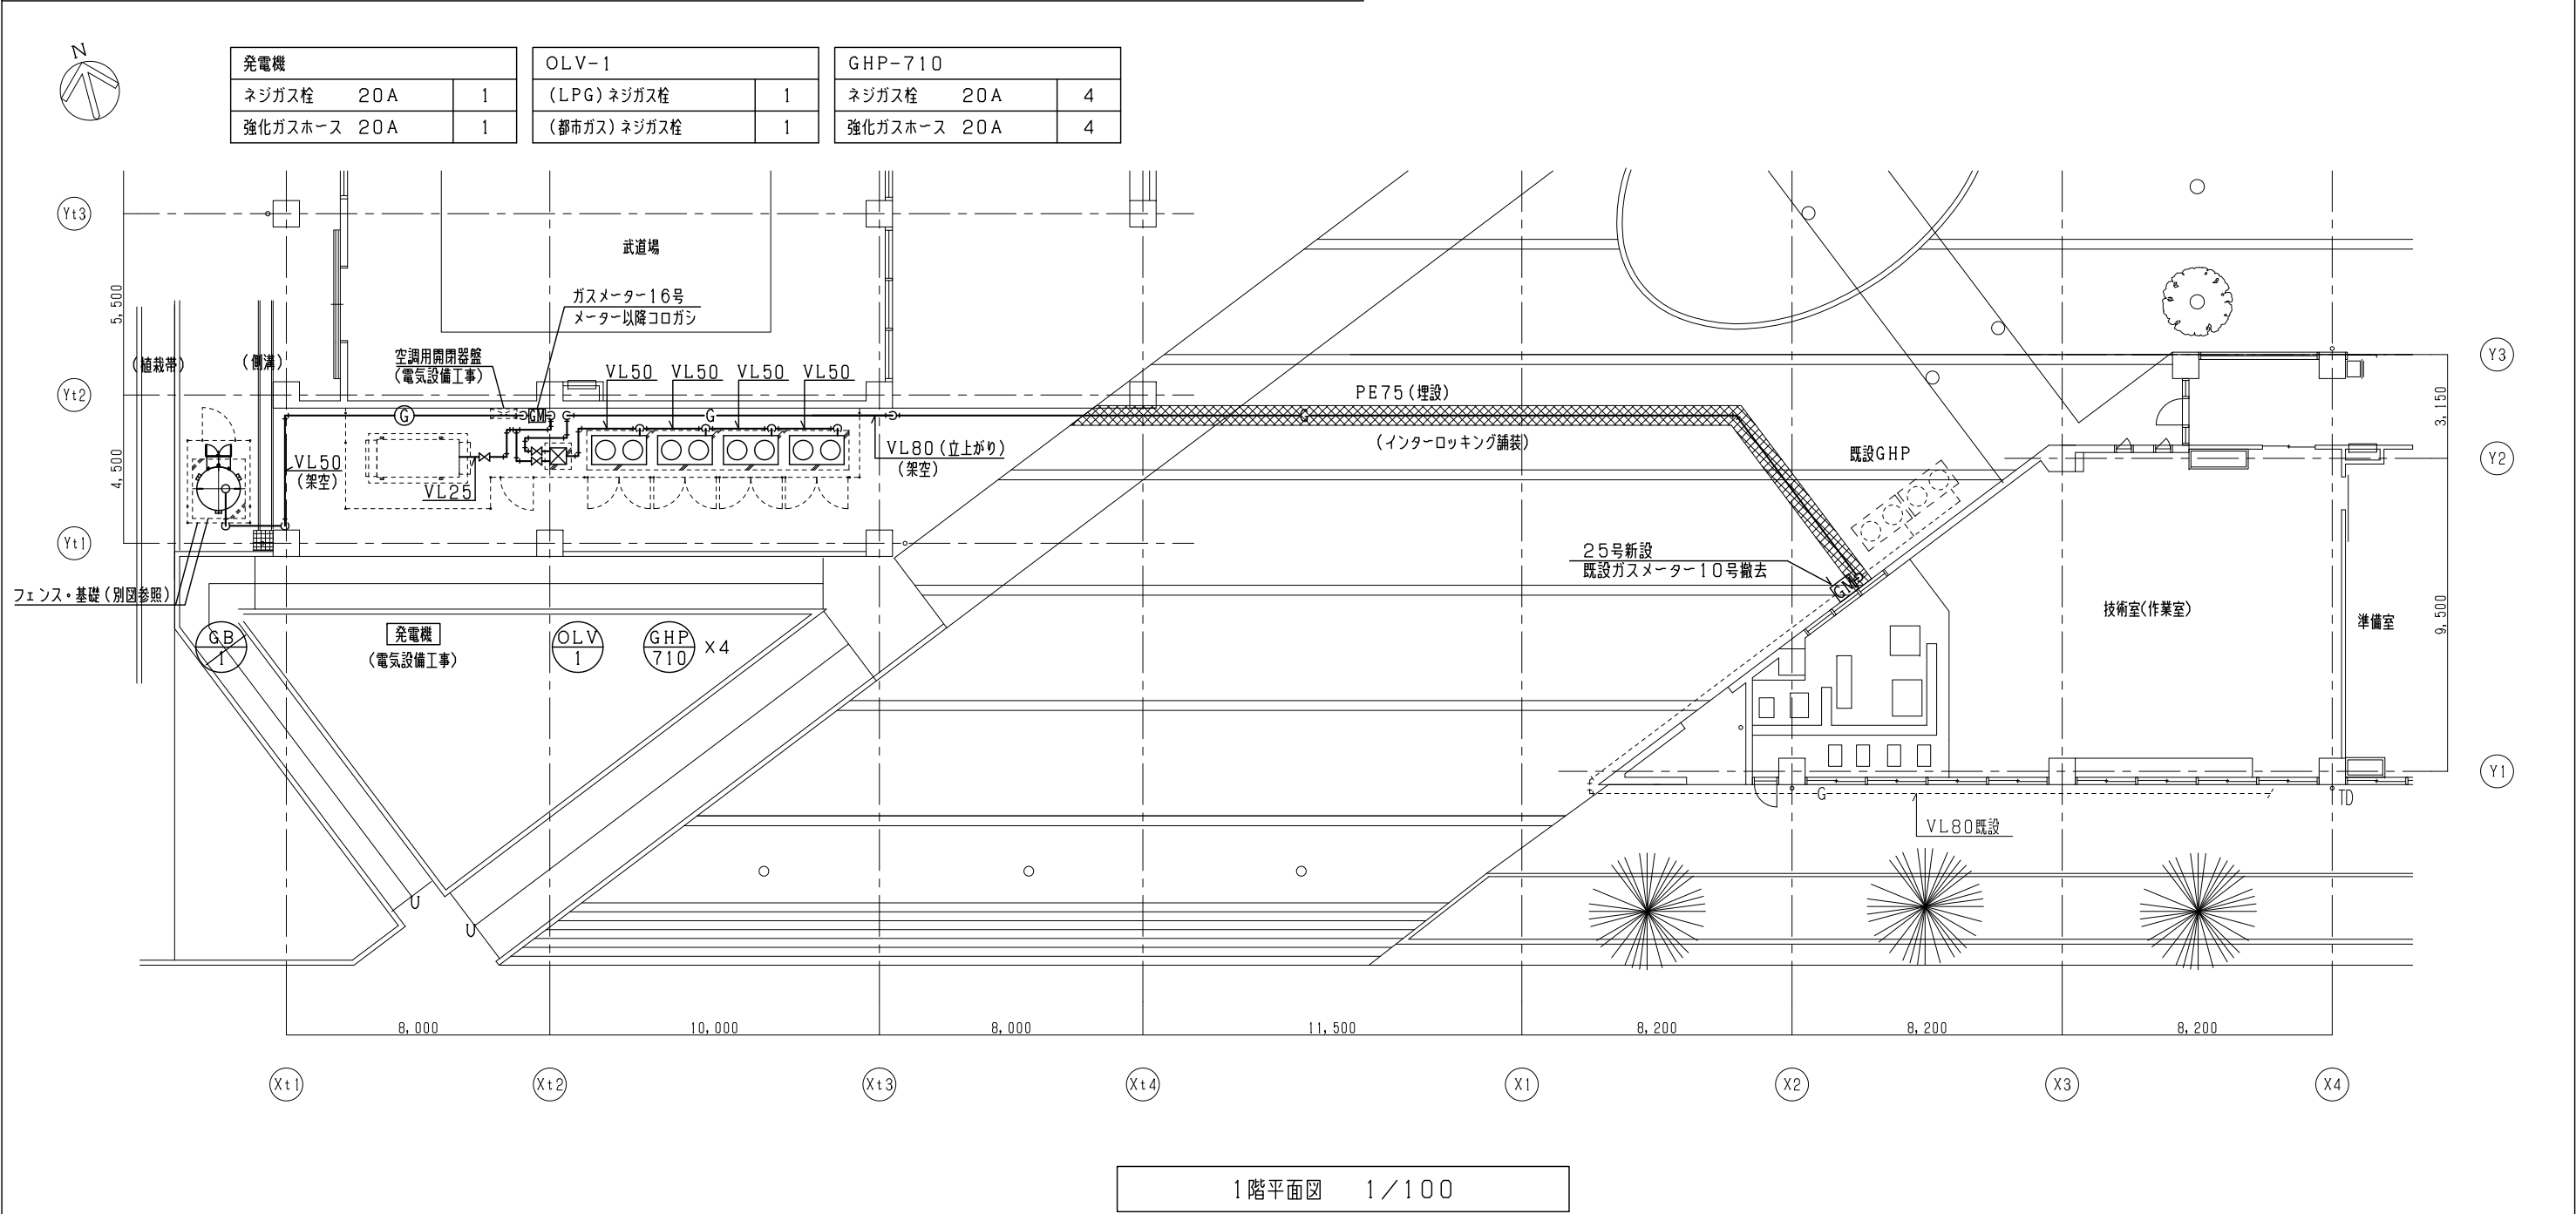 N
発電機
ネジガス栓 20A 1
強化ガスホース 20A 1
OLV-1
(LPG)ネジガス栓 1
(都市ガス)ネジガス栓 1
GHP-710
ネジガス栓 20A 4
強化ガスホース 20A 4
Yt3
武道場
5,500
ガスメーター16号
メーター以降コロガシ
(植栽帯)
(側溝)
空調用開閉器盤
(電気設備工事)
VL50 VL50 VL50 VL50
Y3
Yt2
PE75(埋設)
3,150
G
GM
G
G
(インターロッキング舗装)
VL80(立上がり)
(架空)
既設GHP
Y2
4,500
VL50
(架空)
VL25
Yt1
25号新設
既設ガスメーター10号撤去
GM
フェンス・基礎(別図参照)
技術室(作業室)
準備室
9,500
GB
1
発電機
(電気設備工事)
OLV
1
GHP
710
X4
Y1
G
TD
VL80既設
U
U
8,000 10,000 8,000 11,500 8,200 8,200 8,200
Xt1 Xt2 Xt3 Xt4 X1 X2 X3 X4
1階平面図 1/100